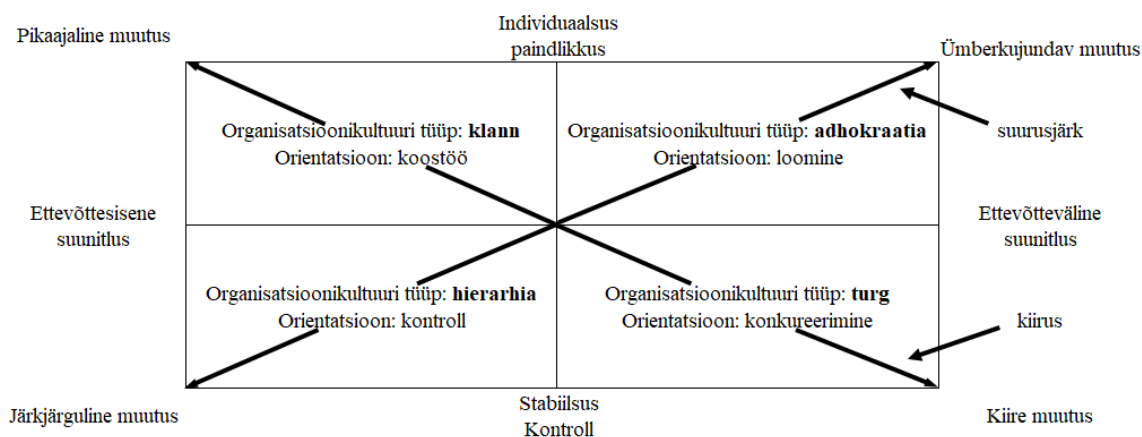 Individuaalsus
paindlikkus
Pikaajaline muutus
Ümberkujundav muutus
Organisatsioonikultuuri tüüp: klann
Orientatsioon: koostöö
Organisatsioonikultuuri tüüp: adhokraatia
Orientatsioon: loomine
suurusjärk
Ettevõttesisene
suunitlus
Ettevõtteväline
suunitlus
Organisatsioonikultuuri tüüp: hierarhia
Orientatsioon: kontroll
Organisatsioonikultuuri tüüp: turg
Orientatsioon: konkureerimine
kiirus
Järkjärguline muutus
Stabiilsus
Kontroll
Kiire muutus